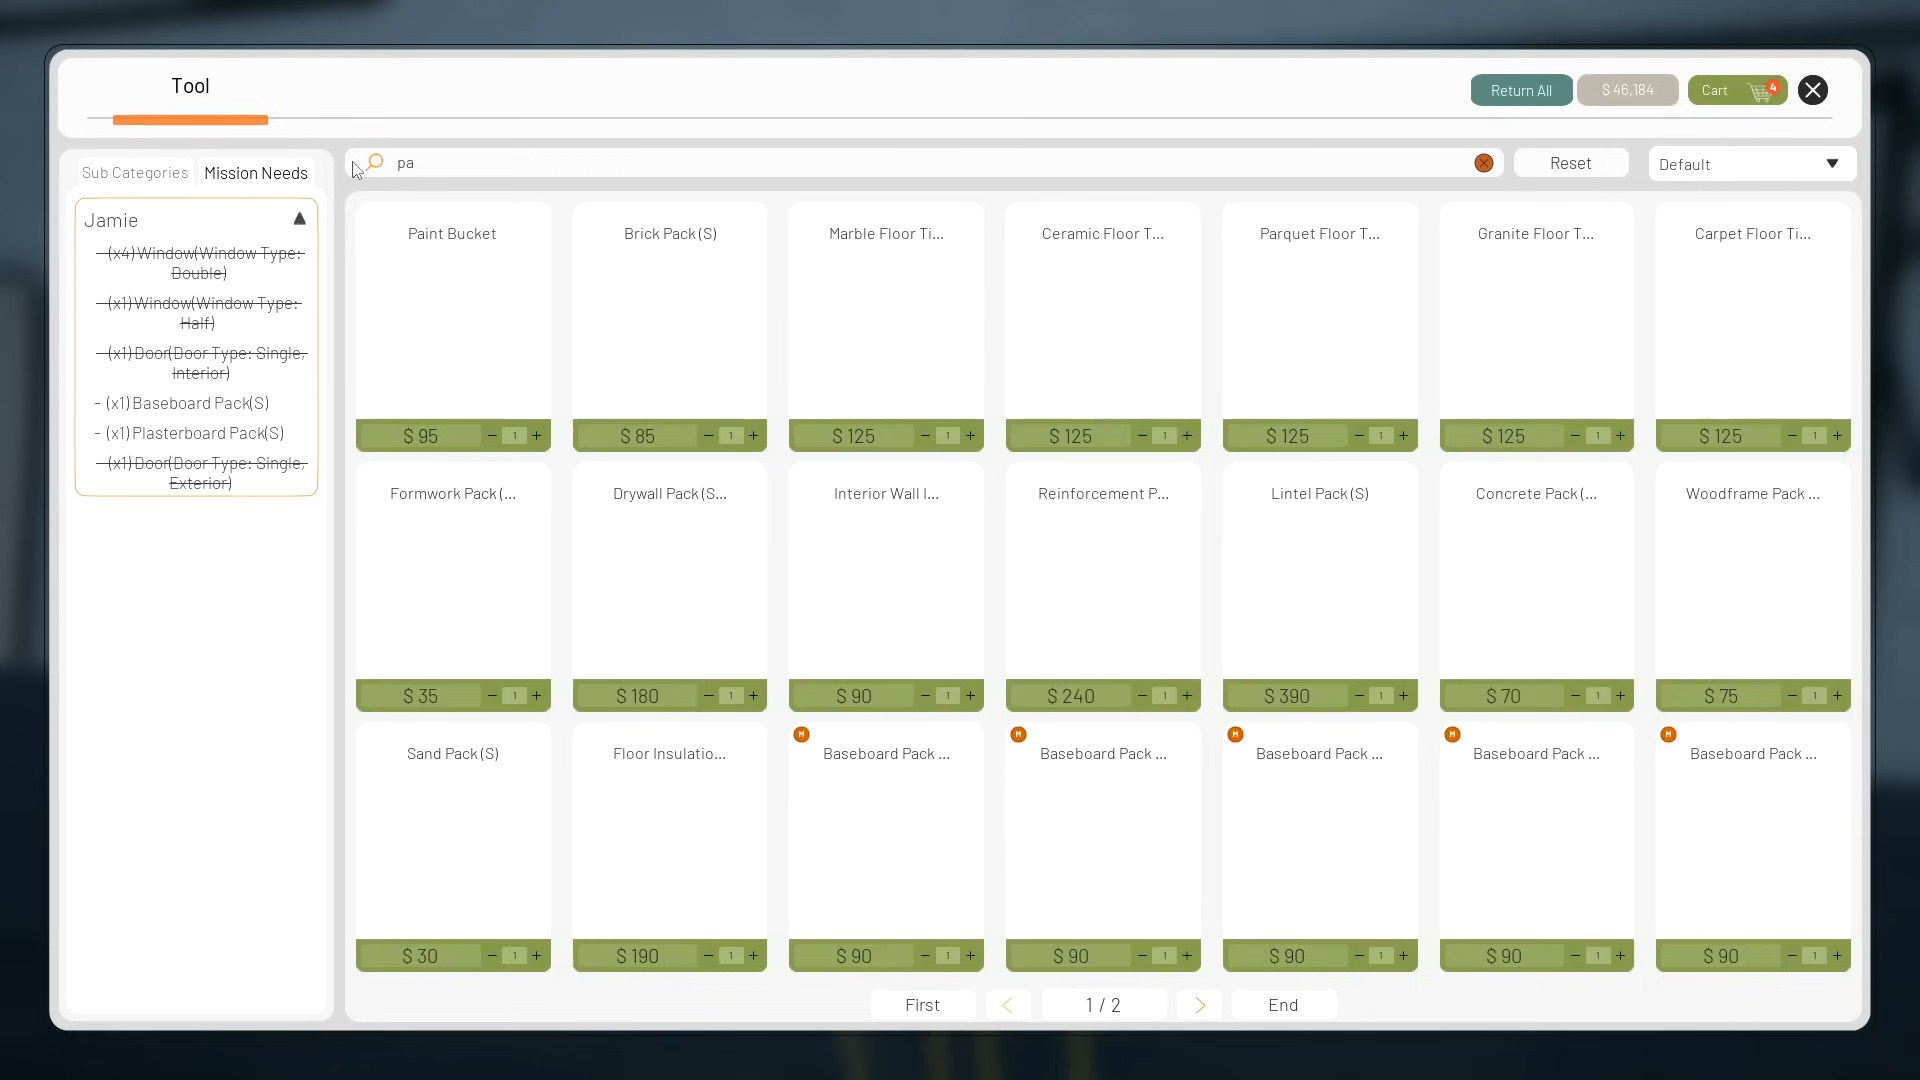 Tool
Return All
$ 46,184
Cart
4
Sub Categories
Mission Needs
pa
Reset
Default
Jamie
(x4)Window(Window Type:
Double)
(x1)Window(Window Type:
Half)
(x1)Door(Door Type: Single,
Interior)
- (x1)Baseboard Pack(S)
- (x1)Plasterboard Pack(S)
(x1)Door(Door Type: Single,
Exterior)
Paint Bucket
Brick Pack (S)
Marble Floor Ti...
Ceramic Floor T...
Parquet Floor T...
Granite Floor T...
Carpet Floor Ti...
$ 95 − 1 +
$ 85 − 1 +
$ 125 − 1 +
$ 125 − 1 +
$ 125 − 1 +
$ 125 − 1 +
$ 125 − 1 +
Formwork Pack (...
Drywall Pack (S...
Interior Wall I...
Reinforcement P...
Lintel Pack (S)
Concrete Pack (...
Woodframe Pack ...
$ 35 − 1 +
$ 180 − 1 +
$ 90 − 1 +
$ 240 − 1 +
$ 390 − 1 +
$ 70 − 1 +
$ 75 − 1 +
Sand Pack (S)
Floor Insulatio...
M
Baseboard Pack ...
M
Baseboard Pack ...
M
Baseboard Pack ...
M
Baseboard Pack ...
M
Baseboard Pack ...
$ 30 − 1 +
$ 190 − 1 +
$ 90 − 1 +
$ 90 − 1 +
$ 90 − 1 +
$ 90 − 1 +
$ 90 − 1 +
First
<
1 / 2
>
End